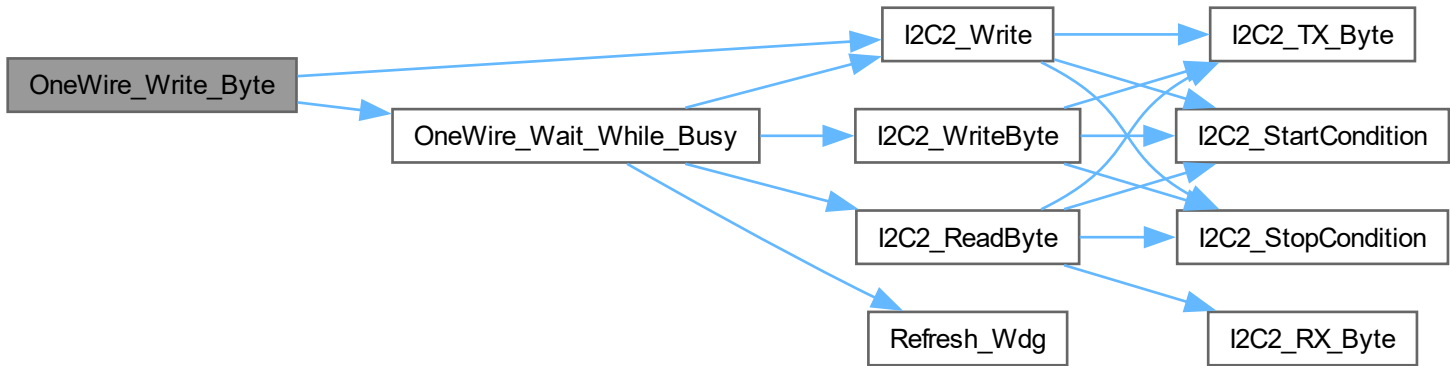 OneWire_Write_Byte
OneWire_Wait_While_Busy
I2C2_Write
I2C2_WriteByte
I2C2_ReadByte
Refresh_Wdg
I2C2_TX_Byte
I2C2_StartCondition
I2C2_StopCondition
I2C2_RX_Byte